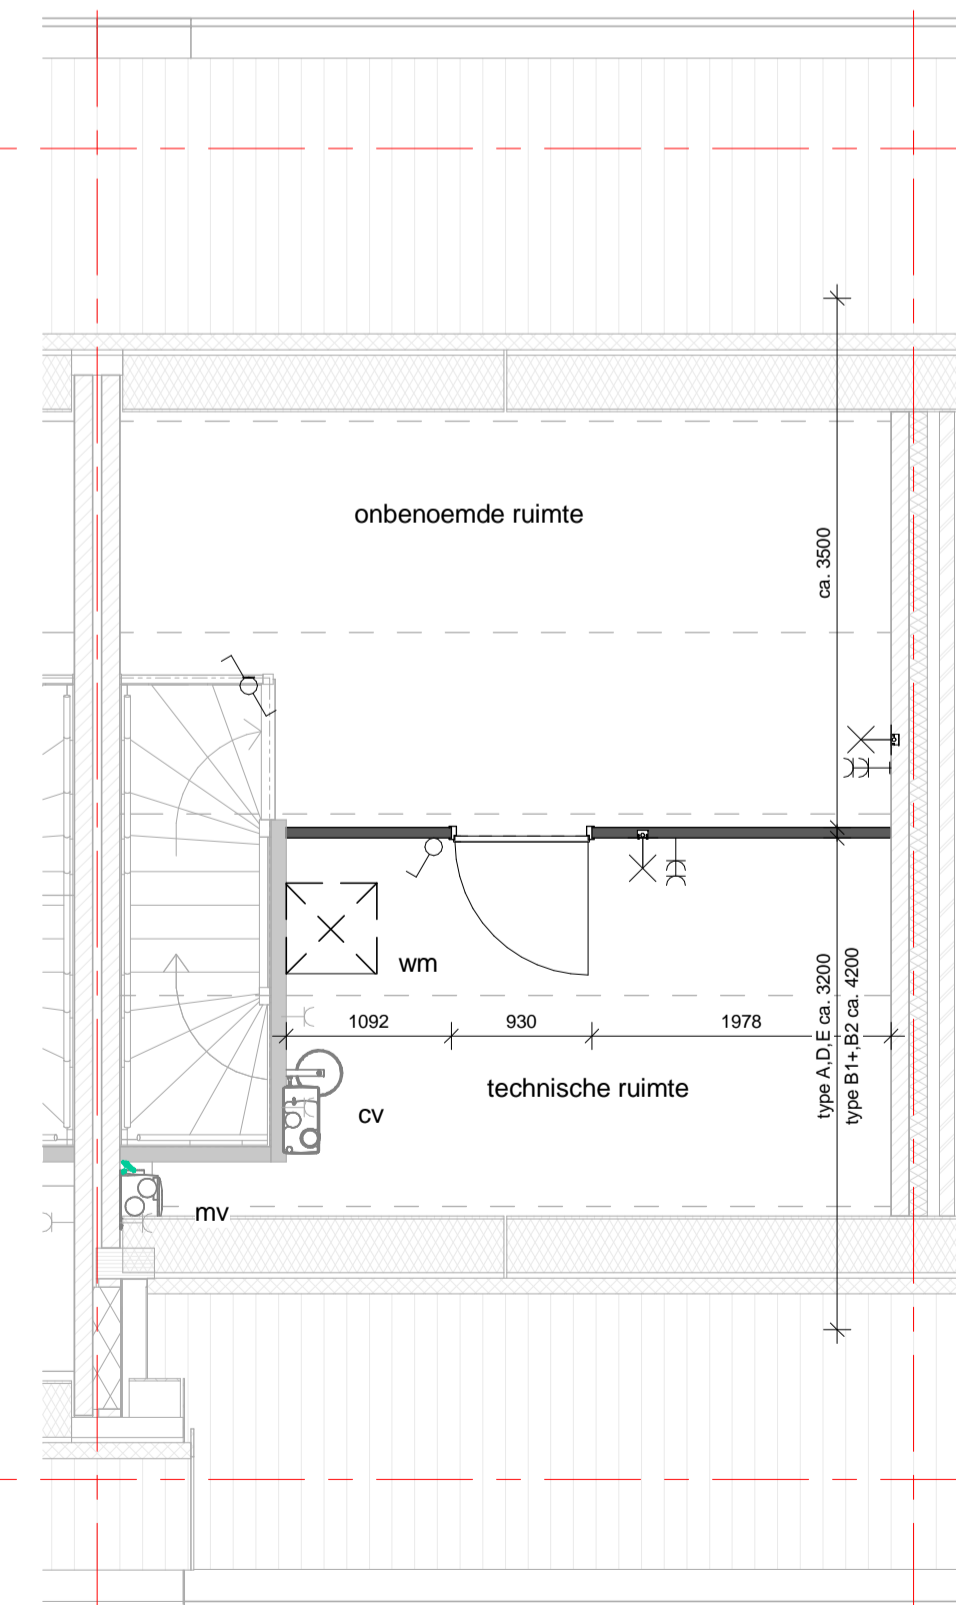 onbenoemde ruimte
ca. 3500
wm
1092
930
1978
type A,D,E ca. 3200
type B1+,B2 ca. 4200
technische ruimte
cv
mv